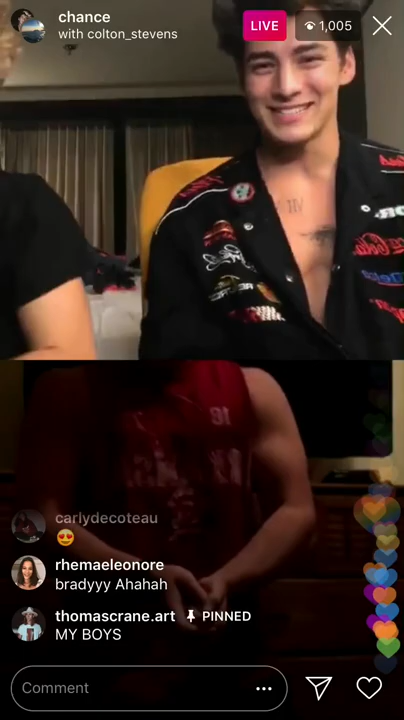 chance
with colton_stevens
LIVE
1,005
carlydecoteau
😍
rhemaeleonore
bradyyy Ahahah
thomascrane.art PINNED
MY BOYS
Comment